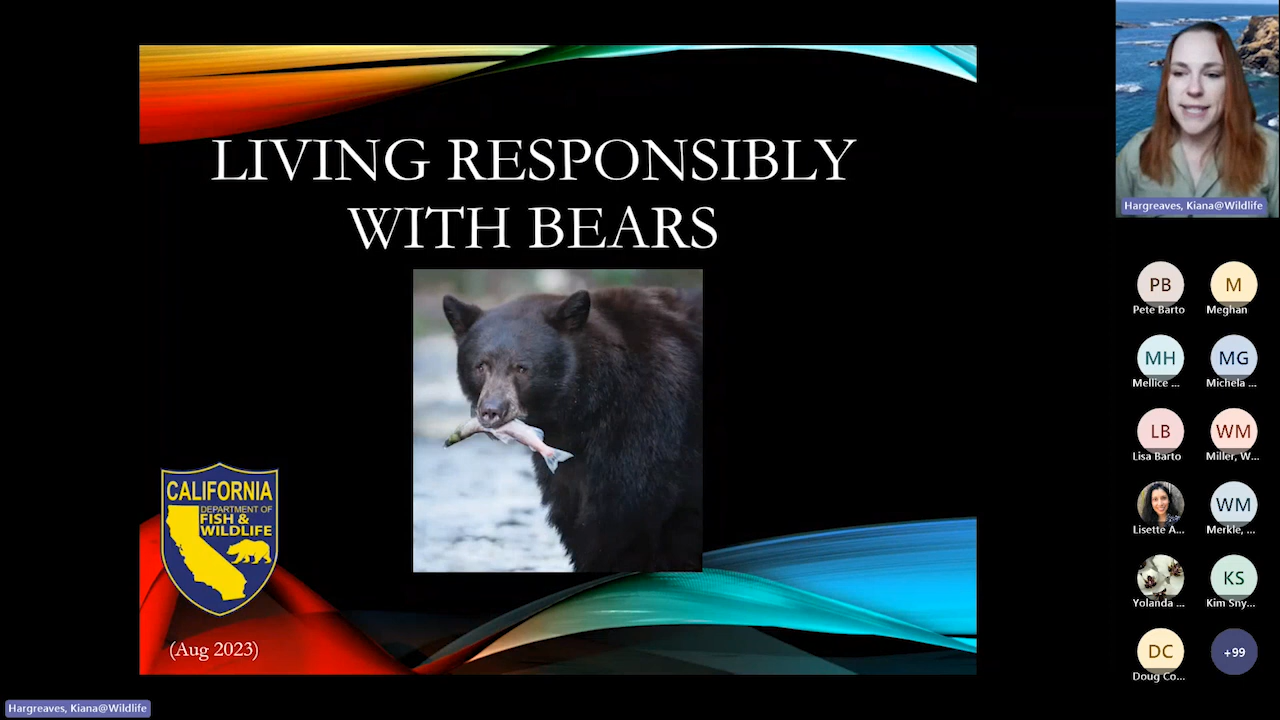 LIVING RESPONSIBLY
WITH BEARS
CALIFORNIA
DEPARTMENT OF
FISH &
WILDLIFE
(Aug 2023)
Hargreaves, Kiana@Wildlife
Hargreaves, Kiana@Wildlife
PB
Pete Barto
M
Meghan
MH
Mellice ...
MG
Michela ...
LB
Lisa Barto
WM
Miller, W...
Lisette A...
WM
Merkle, ...
Yolanda ...
KS
Kim Sny...
DC
Doug Co...
+99